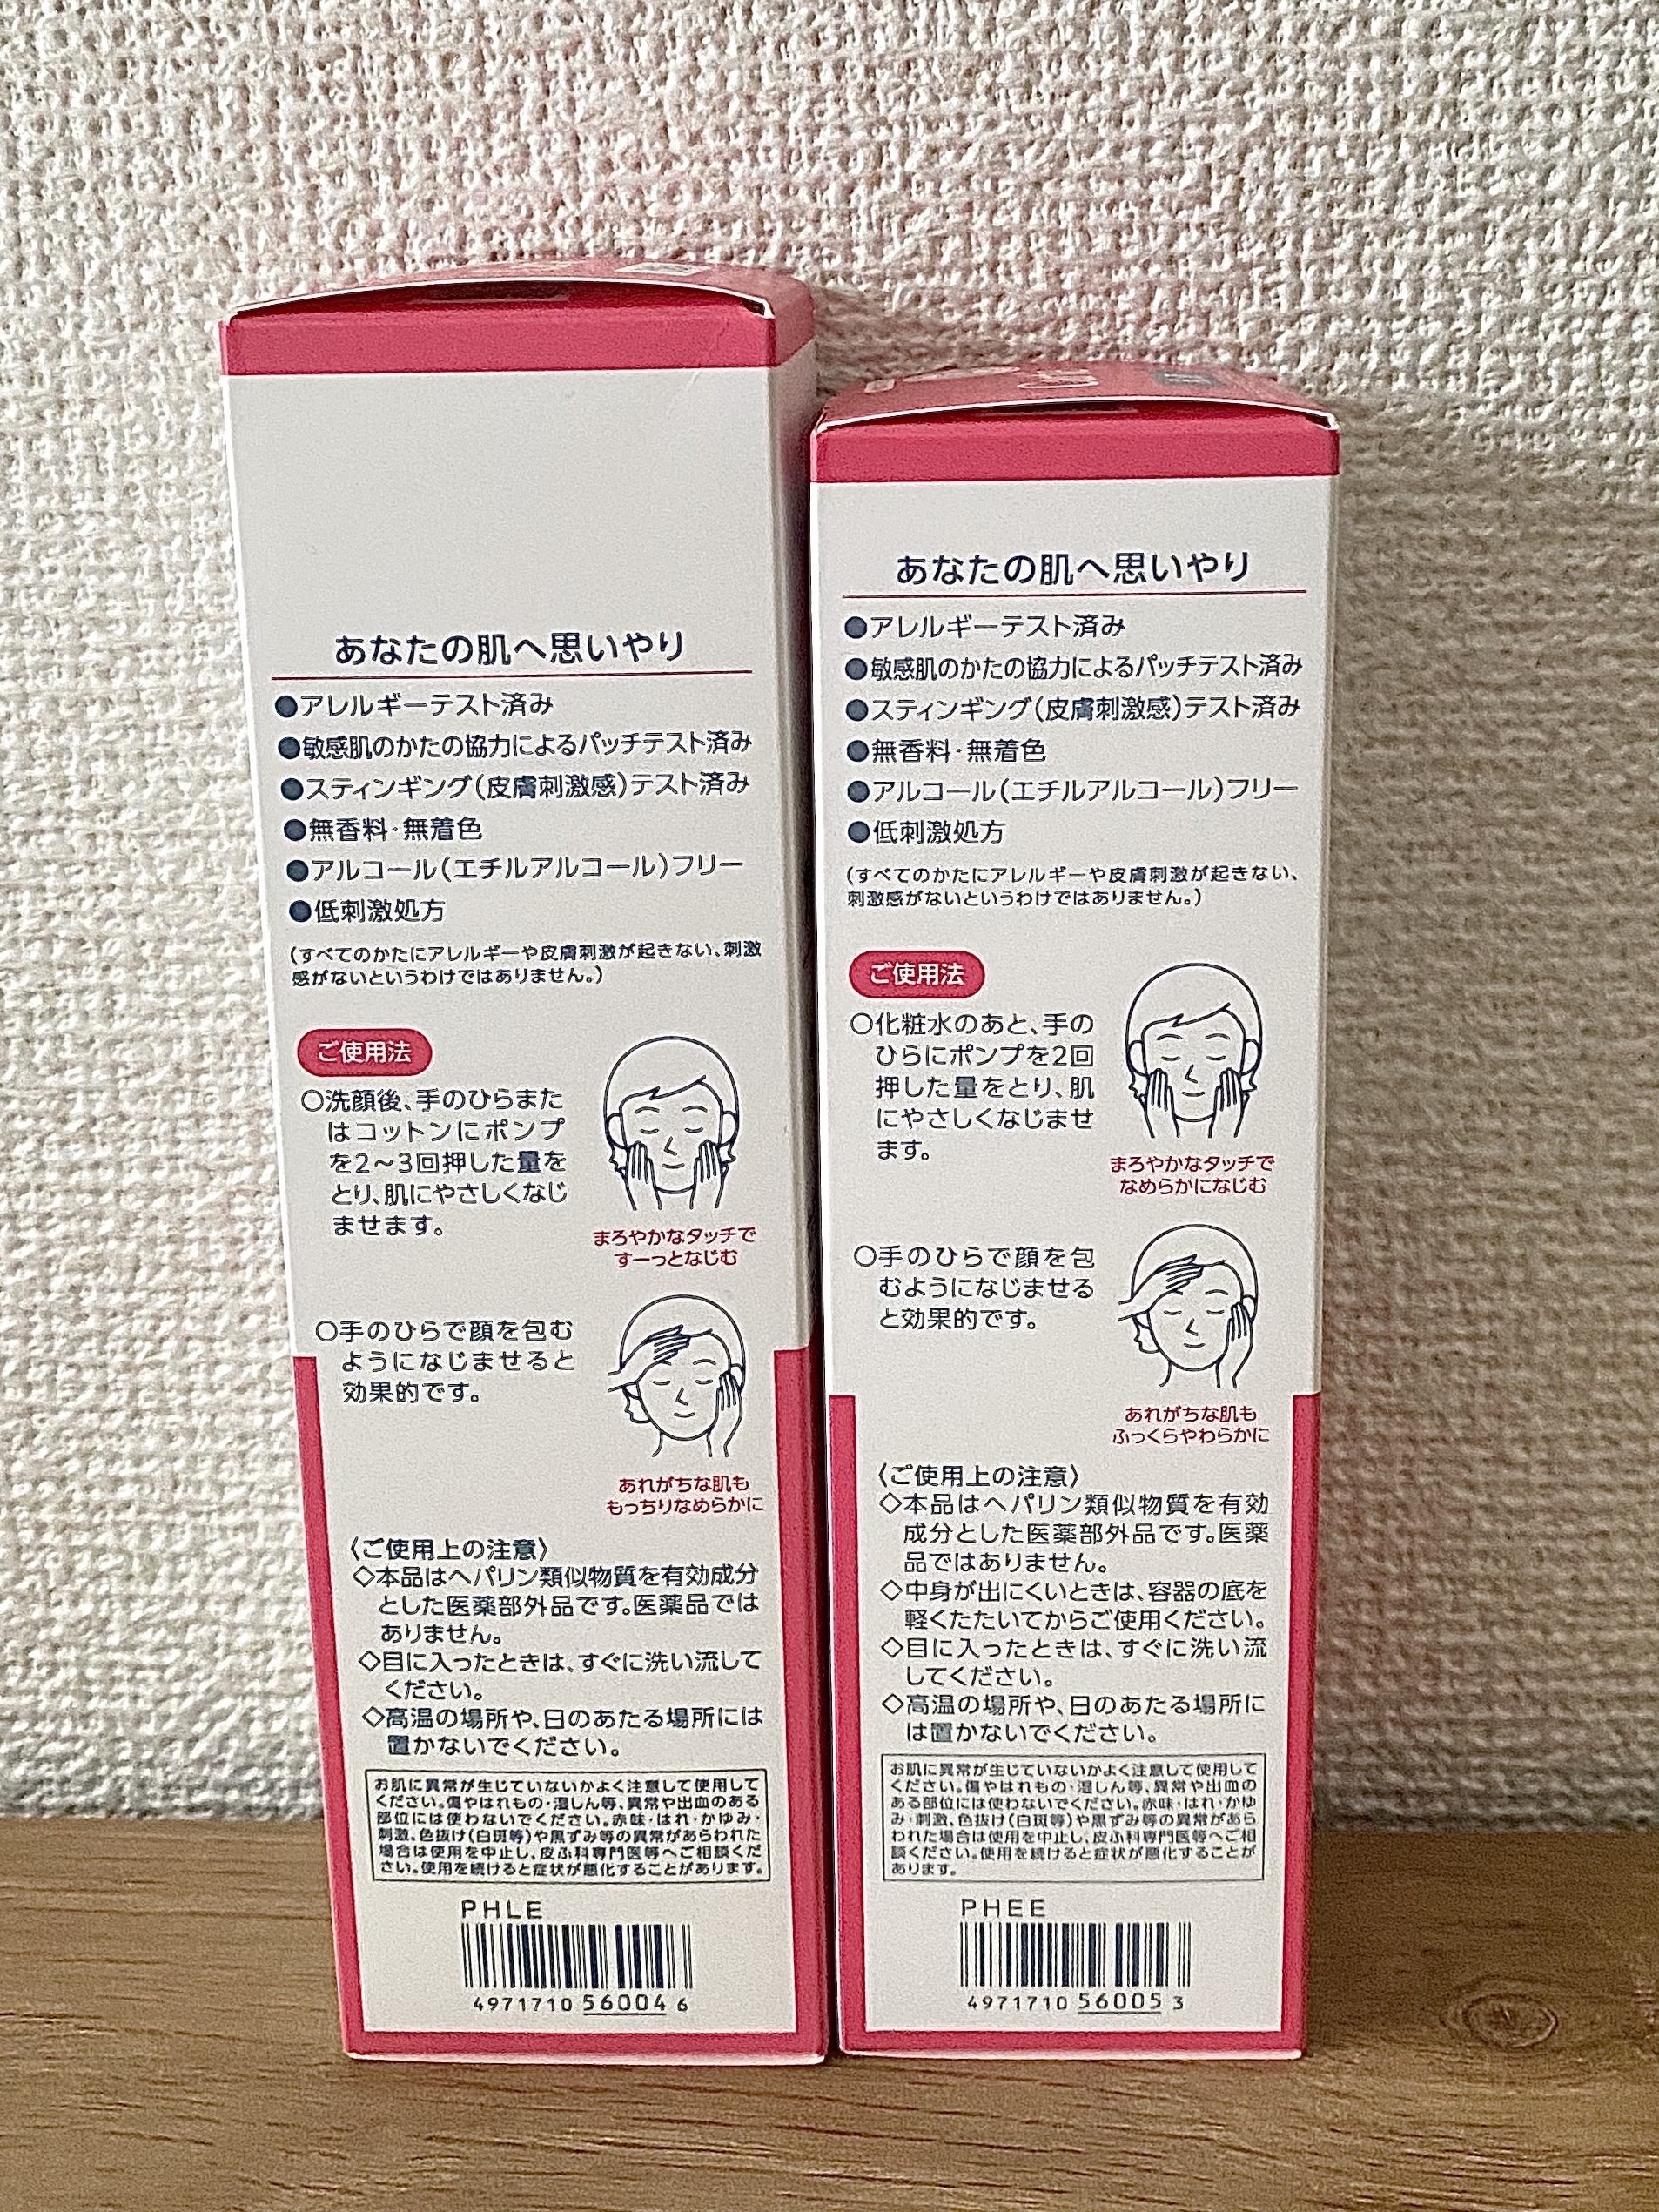 あなたの肌へ思いやり
●アレルギーテスト済み
●敏感肌のかたの協力によるパッチテスト済み
●スティンギング(皮膚刺激感)テスト済み
●無香料・無着色
●アルコール(エチルアルコール)フリー
●低刺激処方
(すべてのかたにアレルギーや皮膚刺激が起きない、刺激
感がないというわけではありません。)
ご使用法
○洗顔後、手のひらまた
はコットンにポンプ
を2〜3回押した量を
とり、肌にやさしくなじ
ませます。
まろやかなタッチで
すーっとなじむ
○手のひらで顔を包む
ようになじませると
効果的です。
あれがちな肌も
もっちりなめらかに
〈ご使用上の注意〉
◇本品はヘパリン類似物質を有効成分
とした医薬部外品です。医薬品では
ありません。
◇目に入ったときは、すぐに洗い流して
ください。
◇高温の場所や、日のあたる場所には
置かないでください。
お肌に異常が生じていないかよく注意して使用して
ください。傷やはれもの・湿しん等、異常や出血のある
部位には使わないでください。赤味・はれ・かゆみ・
刺激、色抜け(白斑等)や黒ずみ等の異常があらわれた
場合は使用を中止し、皮ふ科専門医等へご相談くだ
さい。使用を続けると症状が悪化することがあります。
PHLE
4971710 56004 6
あなたの肌へ思いやり
●アレルギーテスト済み
●敏感肌のかたの協力によるパッチテスト済み
●スティンギング(皮膚刺激感)テスト済み
●無香料・無着色
●アルコール(エチルアルコール)フリー
●低刺激処方
(すべてのかたにアレルギーや皮膚刺激が起きない、
刺激感がないというわけではありません。)
ご使用法
○化粧水のあと、手の
ひらにポンプを2回
押した量をとり、肌
にやさしくなじませ
ます。
まろやかなタッチで
なめらかになじむ
○手のひらで顔を包
むようになじませる
と効果的です。
あれがちな肌も
ふっくらやわらかに
〈ご使用上の注意〉
◇本品はヘパリン類似物質を有効
成分とした医薬部外品です。医薬
品ではありません。
◇中身が出にくいときは、容器の底を
軽くたたいてからご使用ください。
◇目に入ったときは、すぐに洗い流
してください。
◇高温の場所や、日のあたる場所に
は置かないでください。
お肌に異常が生じていないかよく注意して使用して
ください。傷やはれもの・湿しん等、異常や出血の
ある部位には使わないでください。赤味・はれ・かゆ
み・刺激、色抜け(白斑等)や黒ずみ等の異常があら
われた場合は使用を中止し、皮ふ科専門医等へご相
談ください。使用を続けると症状が悪化することが
あります。
PHEE
4971710 56005 3